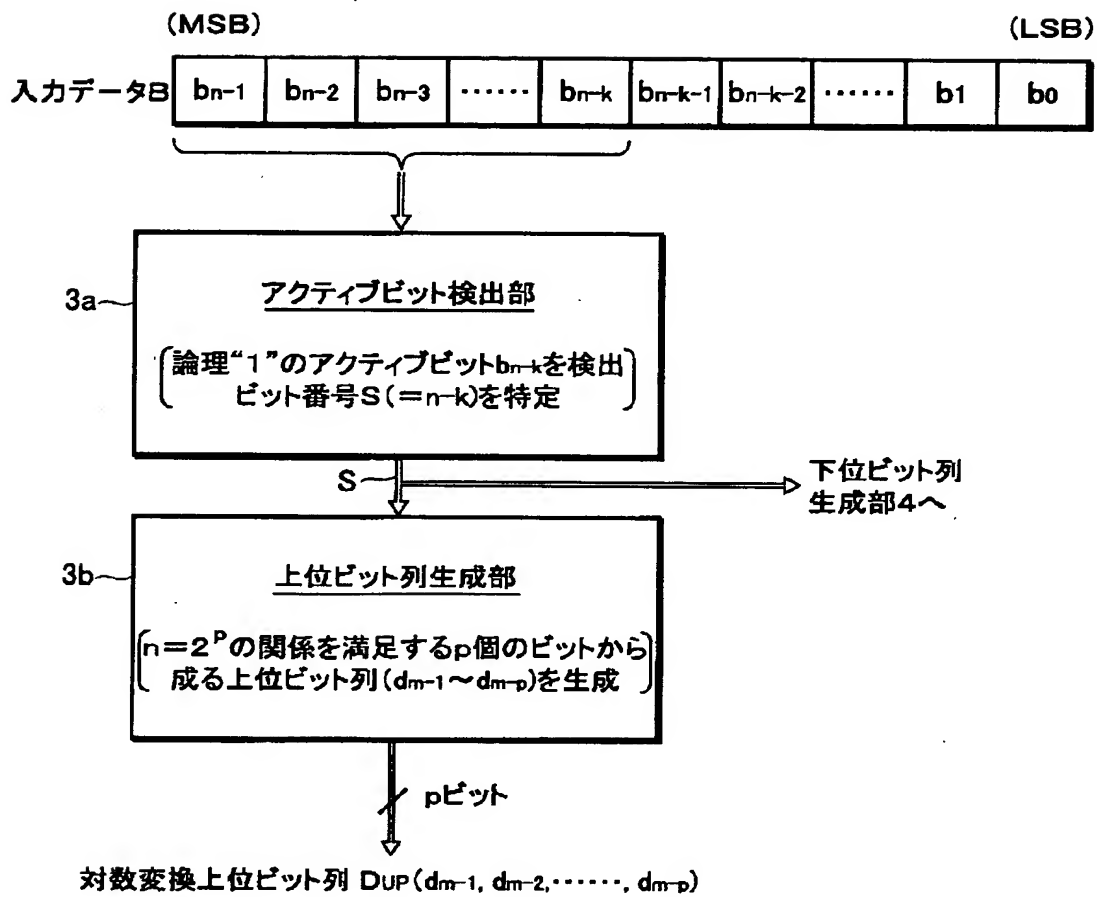 (MSB) (LSB)
入力データB bn-1 bn-2 bn-3 ······ bn-k bn-k-1 bn-k-2 ······ b1 b0
3a
アクティブビット検出部
論理“1”のアクティブビットbn-kを検出
ビット番号S(=n-k)を特定
S
下位ビット列
生成部4へ
3b
上位ビット列生成部
n=2^Pの関係を満足するp個のビットから
成る上位ビット列(dm-1〜dm-p)を生成
pビット
対数変換上位ビット列 DUP(dm-1, dm-2,······, dm-p)